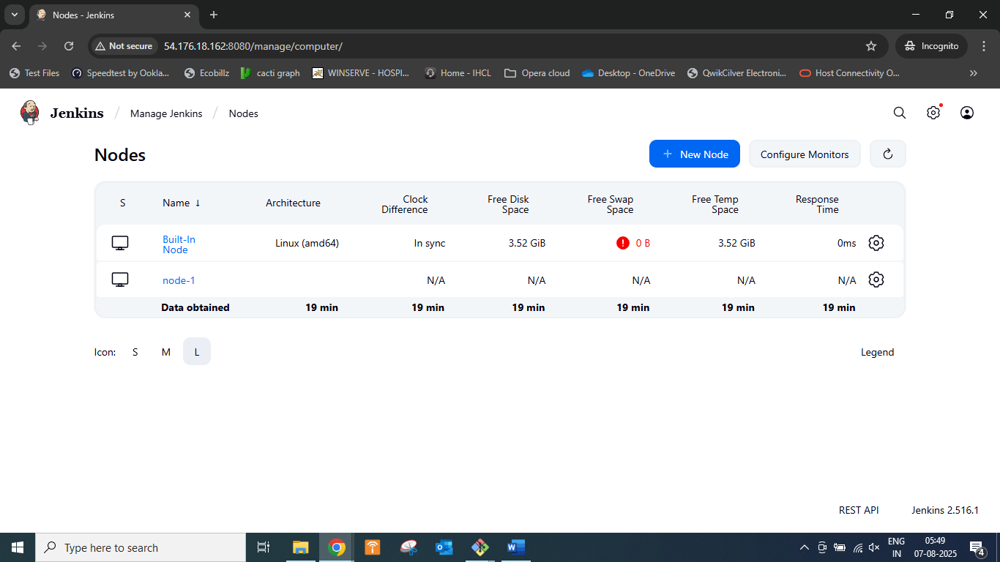 Nodes - Jenkins
Not secure 54.176.18.162:8080/manage/computer/
Incognito
Test Files
Speedtest by Ookla...
Ecobillz
cacti graph
WINSERVE - HOSPI...
Home - IHCL
Opera cloud
Desktop - OneDrive
QwikCilver Electroni...
Host Connectivity O...
Jenkins / Manage Jenkins / Nodes
Nodes
+ New Node
Configure Monitors
S Name ↓ Architecture Clock Difference Free Disk Space Free Swap Space Free Temp Space Response Time
Built-In Node Linux (amd64) In sync 3.52 GiB 0 B 3.52 GiB 0ms
node-1 N/A N/A N/A N/A N/A
Data obtained 19 min 19 min 19 min 19 min 19 min 19 min
Icon: S M L
Legend
REST API Jenkins 2.516.1
Type here to search
ENG
IN
05:49
07-08-2025
4